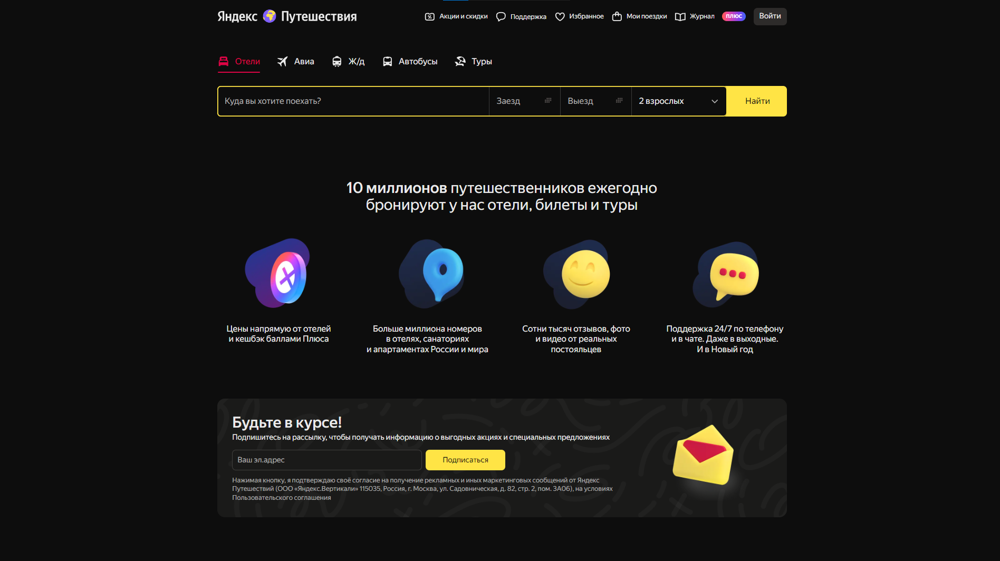 Яндекс Путешествия
Акции и скидки
Поддержка
Избранное
Мои поездки
Журнал
плюс
Войти
Отели
Авиа
Ж/д
Автобусы
Туры
Куда вы хотите поехать?
Заезд
Выезд
2 взрослых
Найти
10 миллионов путешественников ежегодно
бронируют у нас отели, билеты и туры
Цены напрямую от отелей
и кешбэк баллами Плюса
Больше миллиона номеров
в отелях, санаториях
и апартаментах России и мира
Сотни тысяч отзывов, фото
и видео от реальных
постояльцев
Поддержка 24/7 по телефону
и в чате. Даже в выходные.
И в Новый год
Будьте в курсе!
Подпишитесь на рассылку, чтобы получать информацию о выгодных акциях и специальных предложениях
Ваш эл.адрес
Подписаться
Нажимая кнопку, я подтверждаю своё согласие на получение рекламных и иных маркетинговых сообщений от Яндекс
Путешествий (ООО «Яндекс.Вертикали» 115035, Россия, г. Москва, ул. Садовническая, д. 82, стр. 2, пом. 3А06), на условиях
Пользовательского соглашения